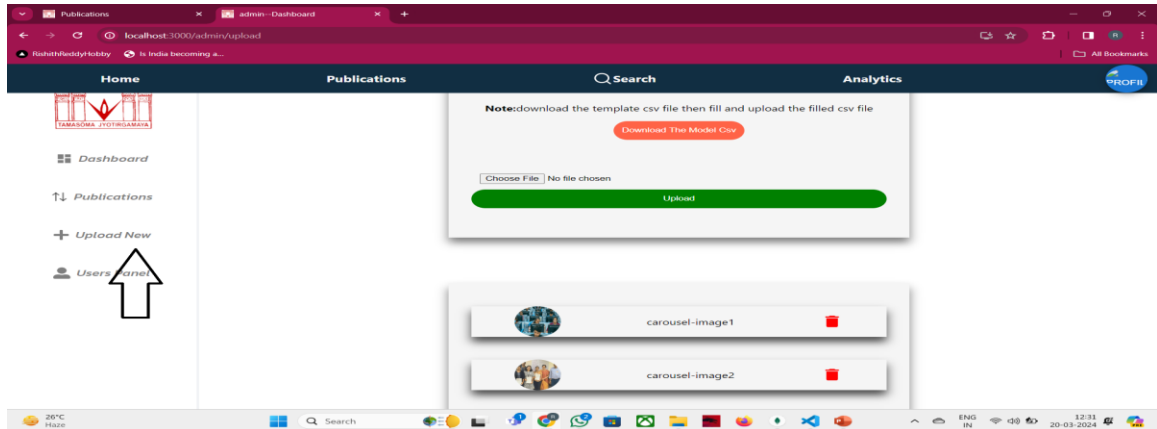 Publications
admin--Dashboard
localhost:3000/admin/upload
R
RishithReddyHobby
Is India becoming a...
All Bookmarks
Home
Publications
Search
Analytics
PROFIL
TAMASOMA JYOTIRGAMAYA
Note:download the template csv file then fill and upload the filled csv file
Download The Model Csv
Dashboard
Choose File No file chosen
Publications
Upload
Upload New
Users Panel
carousel-image1
carousel-image2
26°C
Haze
Search
ENG
IN
12:31
20-03-2024